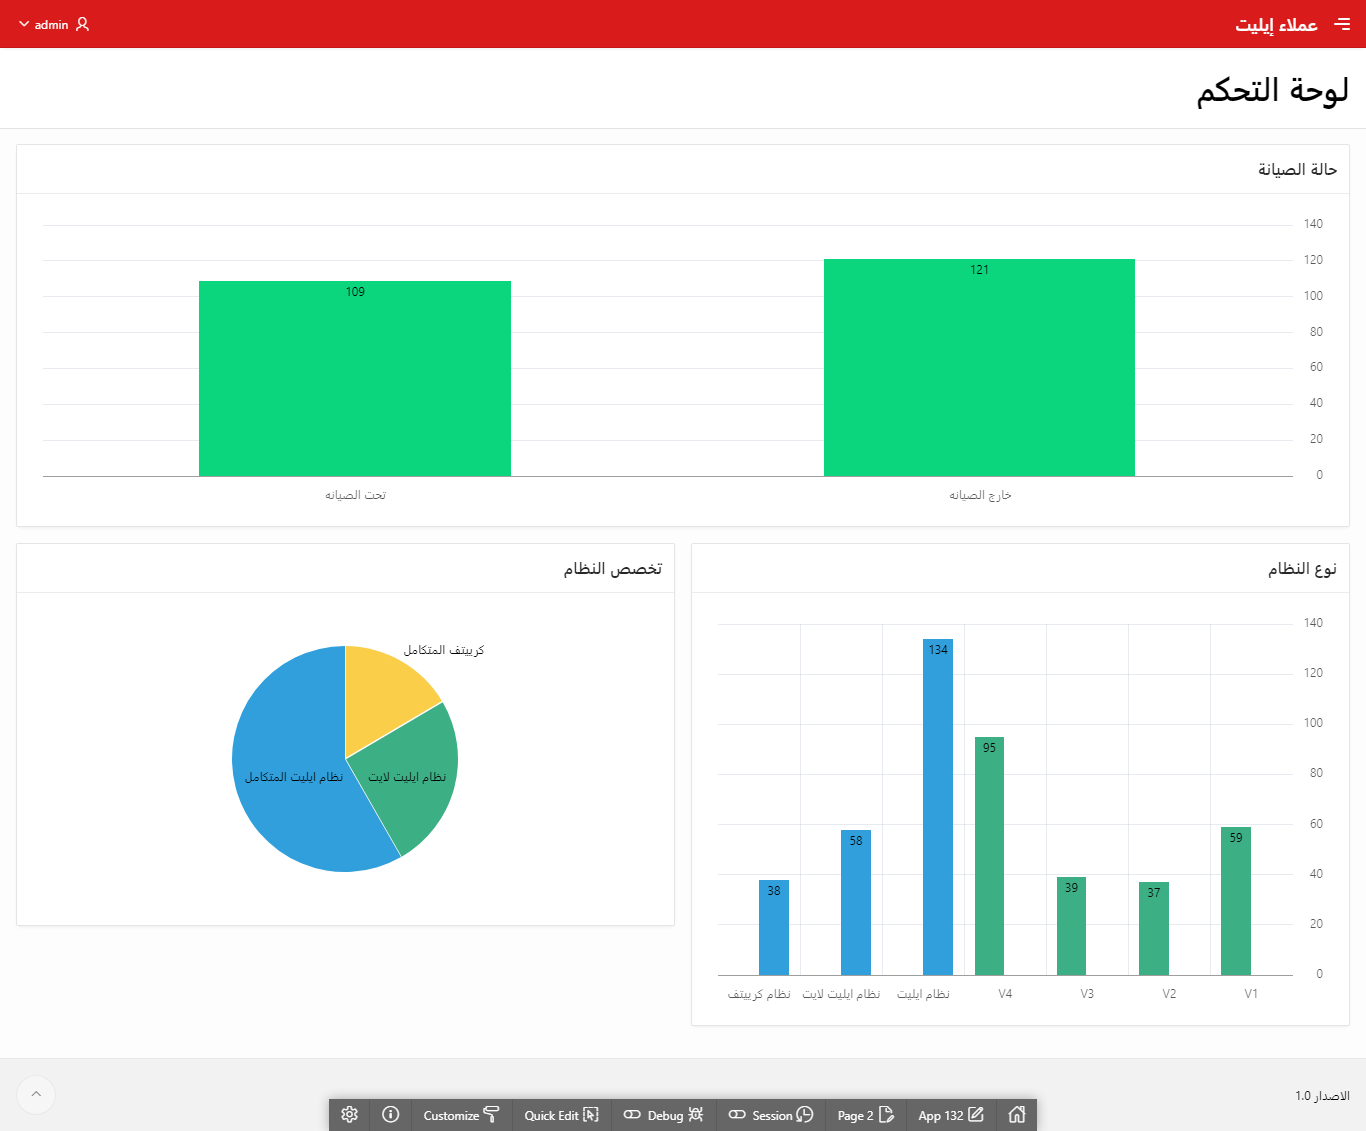 عملاء إيليت
admin
لوحة التحكم
حالة الصيانة
140
120
100
80
60
40
20
0
121
109
خارج الصيانه
تحت الصيانه
نوع النظام
140
120
100
80
60
40
20
0
59
37
39
95
134
58
38
V1
V2
V3
V4
نظام ايليت
نظام ايليت لايت
نظام كرييتف
تخصص النظام
كرييتف المتكامل
نظام ايليت لايت
نظام ايليت المتكامل
الاصدار 1.0
App 132
Page 2
Session
Debug
Quick Edit
Customize